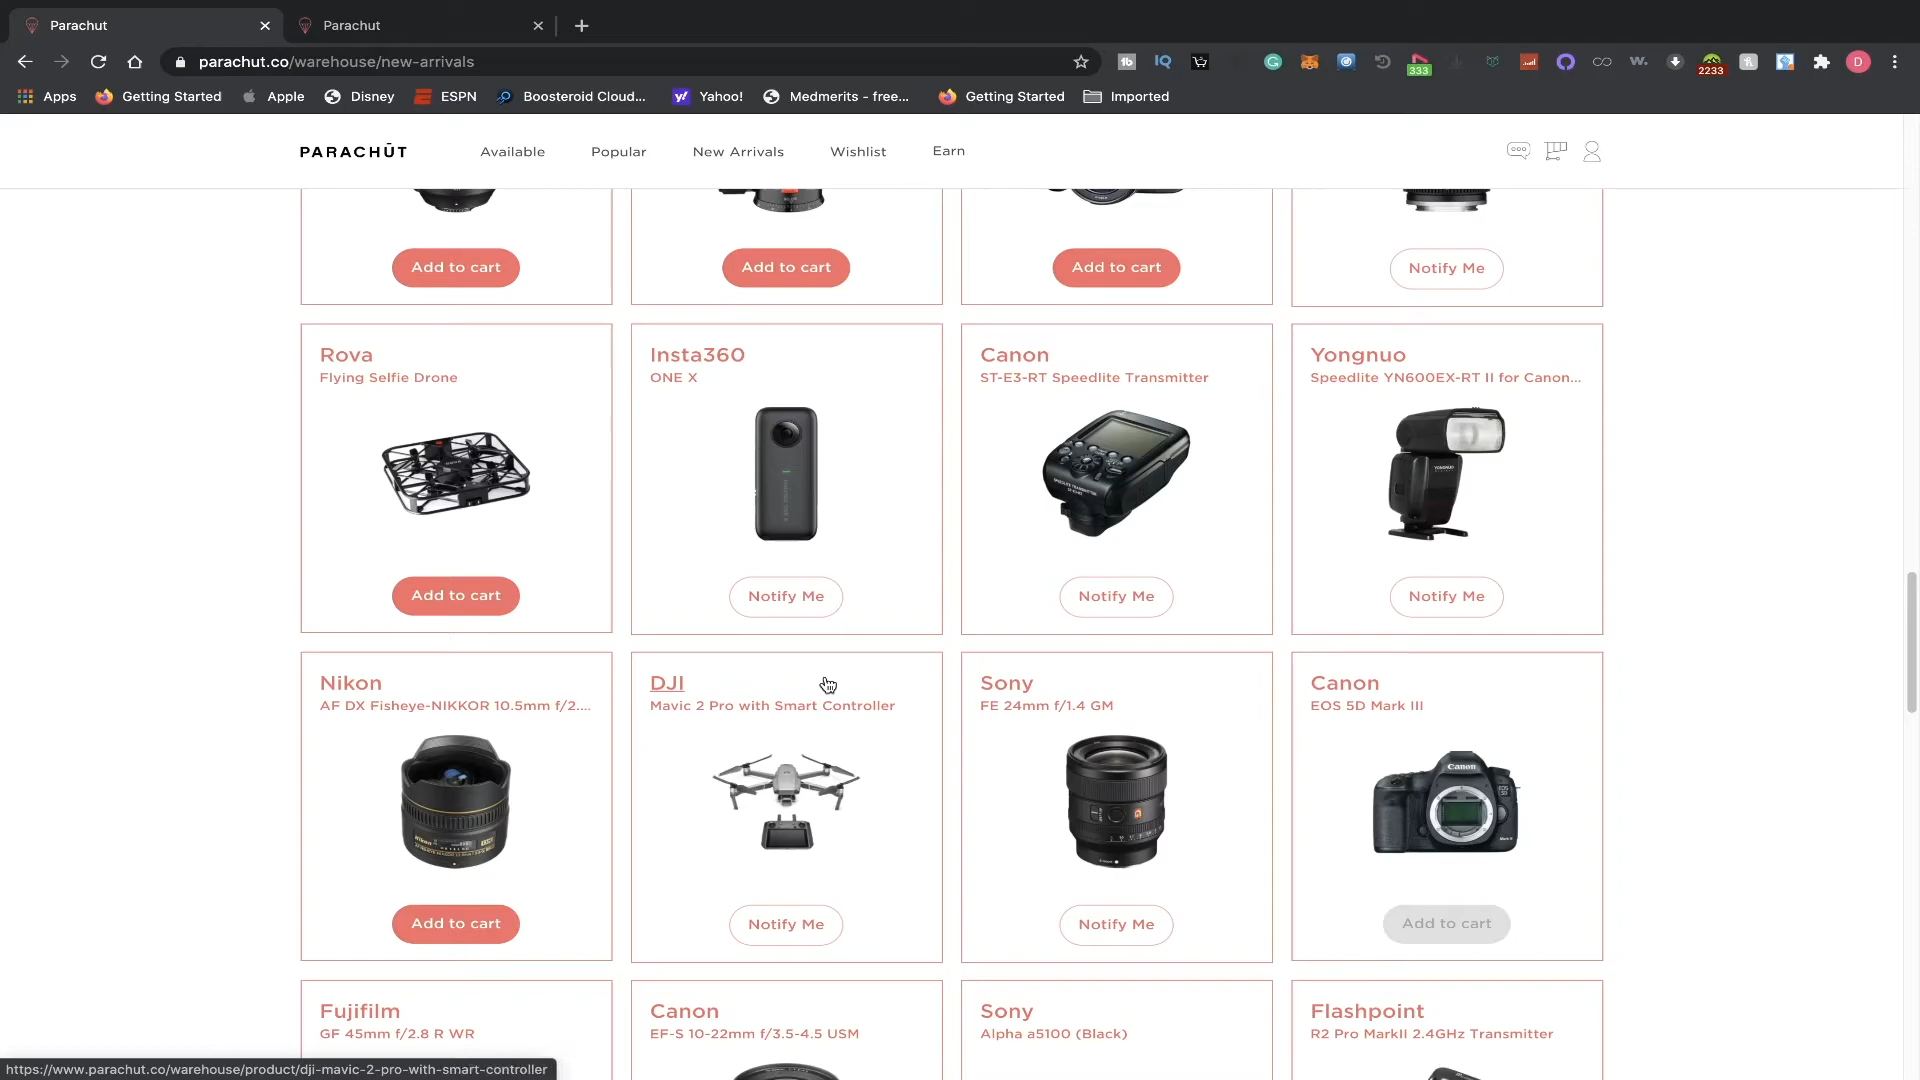 Parachut
Parachut
parachut.co/warehouse/new-arrivals
333
2233
D
Apps
Getting Started
Apple
Disney
ESPN
Boosteroid Cloud...
Yahoo!
Medmerits - free...
Getting Started
Imported
PARACHŪT
Available
Popular
New Arrivals
Wishlist
Earn
Add to cart
Add to cart
Add to cart
Notify Me
Rova
Flying Selfie Drone
Add to cart
Insta360
ONE X
Notify Me
Canon
ST-E3-RT Speedlite Transmitter
Notify Me
Yongnuo
Speedlite YN600EX-RT II for Canon...
YONGNUO
Notify Me
Nikon
AF DX Fisheye-NIKKOR 10.5mm f/2....
Nikon
Add to cart
DJI
Mavic 2 Pro with Smart Controller
Notify Me
Sony
FE 24mm f/1.4 GM
Notify Me
Canon
EOS 5D Mark III
Canon
Add to cart
Fujifilm
GF 45mm f/2.8 R WR
Canon
EF-S 10-22mm f/3.5-4.5 USM
Sony
Alpha a5100 (Black)
Flashpoint
R2 Pro MarkII 2.4GHz Transmitter
https://www.parachut.co/warehouse/product/dji-mavic-2-pro-with-smart-controller